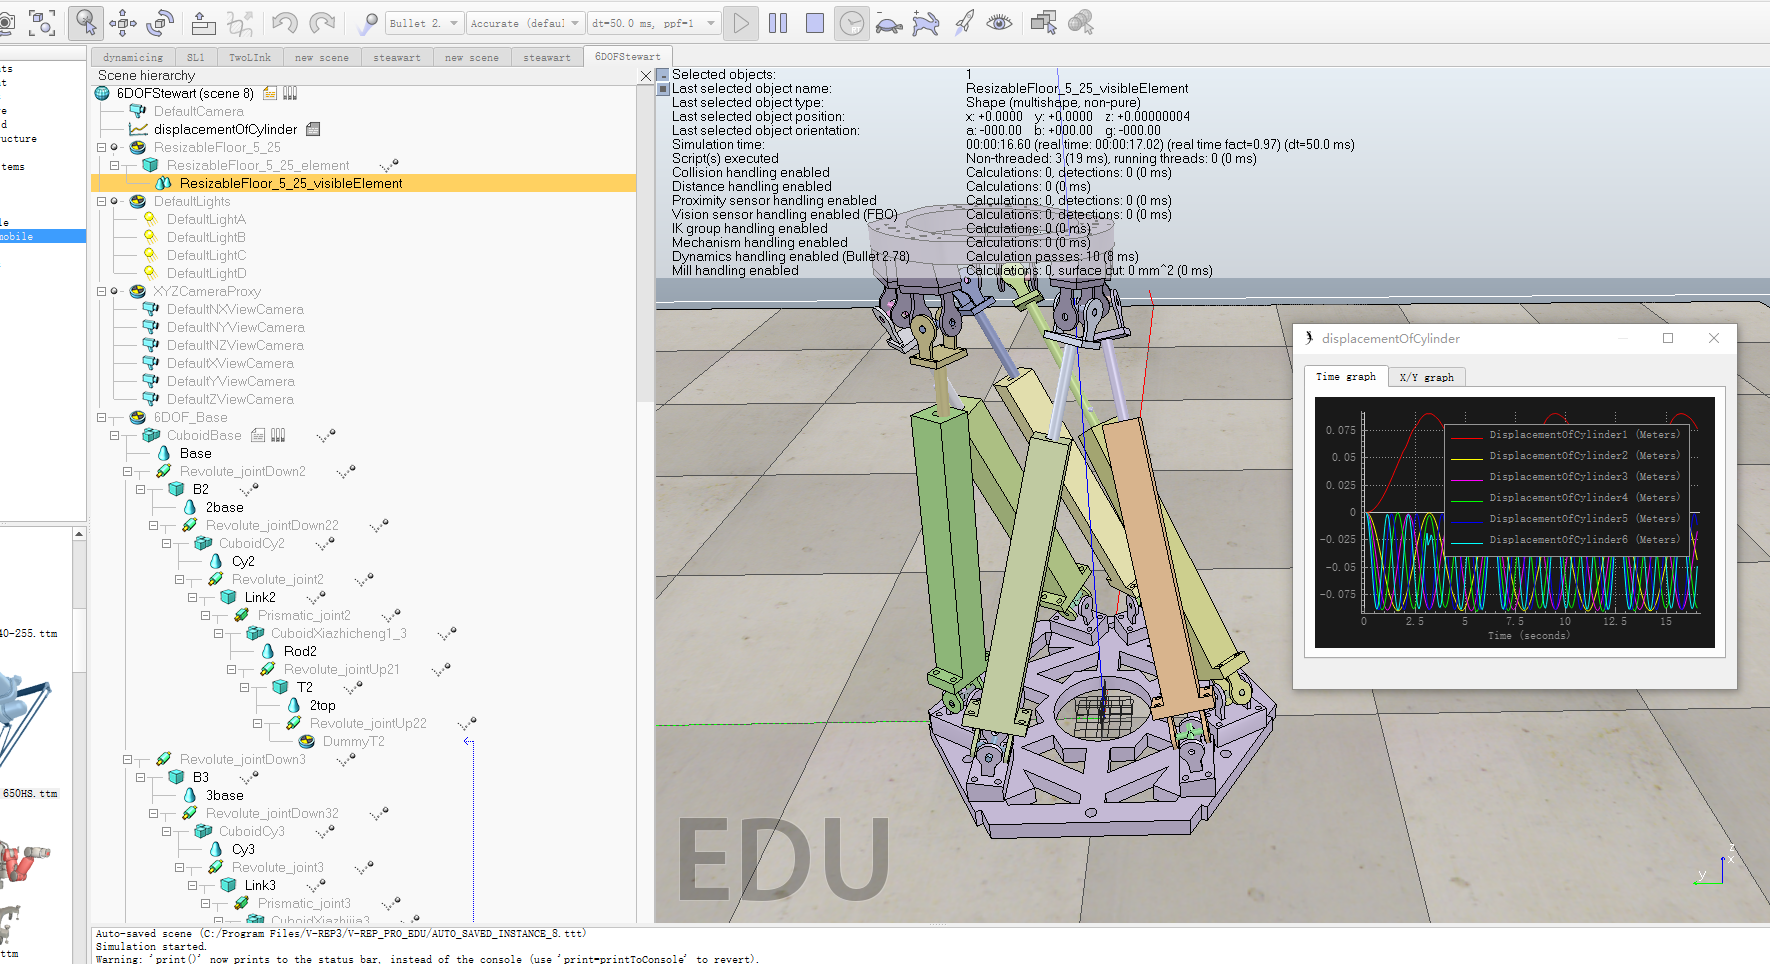 Bullet 2.
Accurate (defaul
dt=50.0 ms, ppf=1
dynamicing
SL1
TwoLInk
new scene
steawart
new scene
steawart
6DOFStewart
Scene hierarchy
6DOFStewart (scene 8)
DefaultCamera
displacementOfCylinder
ResizableFloor_5_25
ResizableFloor_5_25_element
ResizableFloor_5_25_visibleElement
DefaultLights
DefaultLightA
DefaultLightB
DefaultLightC
DefaultLightD
XYZCameraProxy
DefaultNXViewCamera
DefaultNYViewCamera
DefaultNZViewCamera
DefaultXViewCamera
DefaultYViewCamera
DefaultZViewCamera
6DOF_Base
CuboidBase
Base
Revolute_jointDown2
B2
2base
Revolute_jointDown22
CuboidCy2
Cy2
Revolute_joint2
Link2
Prismatic_joint2
CuboidXiazhicheng1_3
Rod2
Revolute_jointUp21
T2
2top
Revolute_jointUp22
DummyT2
Revolute_jointDown3
B3
3base
Revolute_jointDown32
CuboidCy3
Cy3
Revolute_joint3
Link3
Prismatic_joint3
CuboidXiazhijia3
ts
t
e
d
ucture
tems
le
mobile
40-255.ttm
650HS.ttm
ttm
Selected objects: 1
Last selected object name: ResizableFloor_5_25_visibleElement
Last selected object type: Shape (multishape, non-pure)
Last selected object position: x: +0.0000 y: +0.0000 z: +0.00000004
Last selected object orientation: a: -000.00 b: +000.00 g: -000.00
Simulation time: 00:00:16.60 (real time: 00:00:17.02) (real time fact=0.97) (dt=50.0 ms)
Script(s) executed Non-threaded: 3 (19 ms), running threads: 0 (0 ms)
Collision handling enabled Calculations: 0, detections: 0 (0 ms)
Distance handling enabled Calculations: 0 (0 ms)
Proximity sensor handling enabled Calculations: 0, detections: 0 (0 ms)
Vision sensor handling enabled (FBO) Calculations: 0, detections: 0 (0 ms)
IK group handling enabled Calculations: 0 (0 ms)
Mechanism handling enabled Calculations: 0 (0 ms)
Dynamics handling enabled (Bullet 2.78) Calculation passes: 10 (8 ms)
Mill handling enabled Calculations: 0, surface cut: 0 mm^2 (0 ms)
displacementOfCylinder
Time graph
X/Y graph
DisplacementOfCylinder1 (Meters)
DisplacementOfCylinder2 (Meters)
DisplacementOfCylinder3 (Meters)
DisplacementOfCylinder4 (Meters)
DisplacementOfCylinder5 (Meters)
DisplacementOfCylinder6 (Meters)
0.075
0.05
0.025
0
-0.025
-0.05
-0.075
0 2.5 5 7.5 10 12.5 15
Time (seconds)
EDU
z
x
y
Auto-saved scene (C:/Program Files/V-REP3/V-REP_PRO_EDU/AUTO_SAVED_INSTANCE_8.ttt)
Simulation started.
Warning: 'print()' now prints to the status bar, instead of the console (use 'print=printToConsole' to revert).